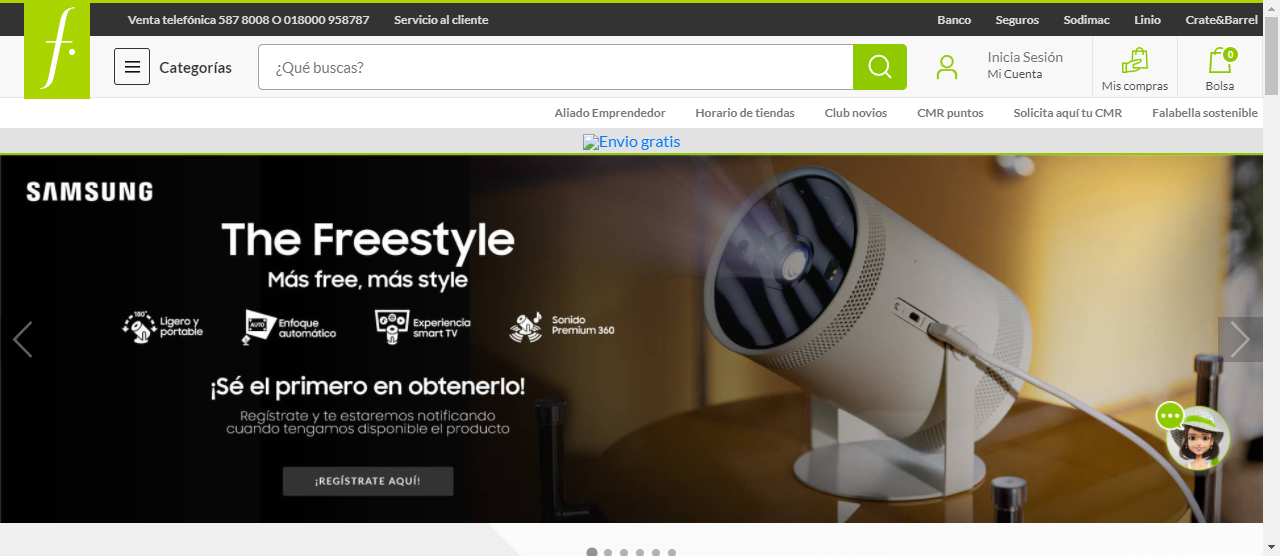 Venta telefónica 587 8008 O 018000 958787 Servicio al cliente Banco Seguros Sodimac Linio Crate&Barrel
f.
Categorías ¿Qué buscas? Inicia Sesión
Mi Cuenta
Mis compras
0
Bolsa
Aliado Emprendedor Horario de tiendas Club novios CMR puntos Solicita aquí tu CMR Falabella sostenible
Envio gratis
SAMSUNG
The Freestyle
Más free, más style
180°
Ligero y
portable
AUTO
Enfoque
automático
Experiencia
smart TV
Sonido
Premium 360
¡Sé el primero en obtenerlo!
Regístrate y te estaremos notificando
cuando tengamos disponible el producto
¡REGÍSTRATE AQUÍ!